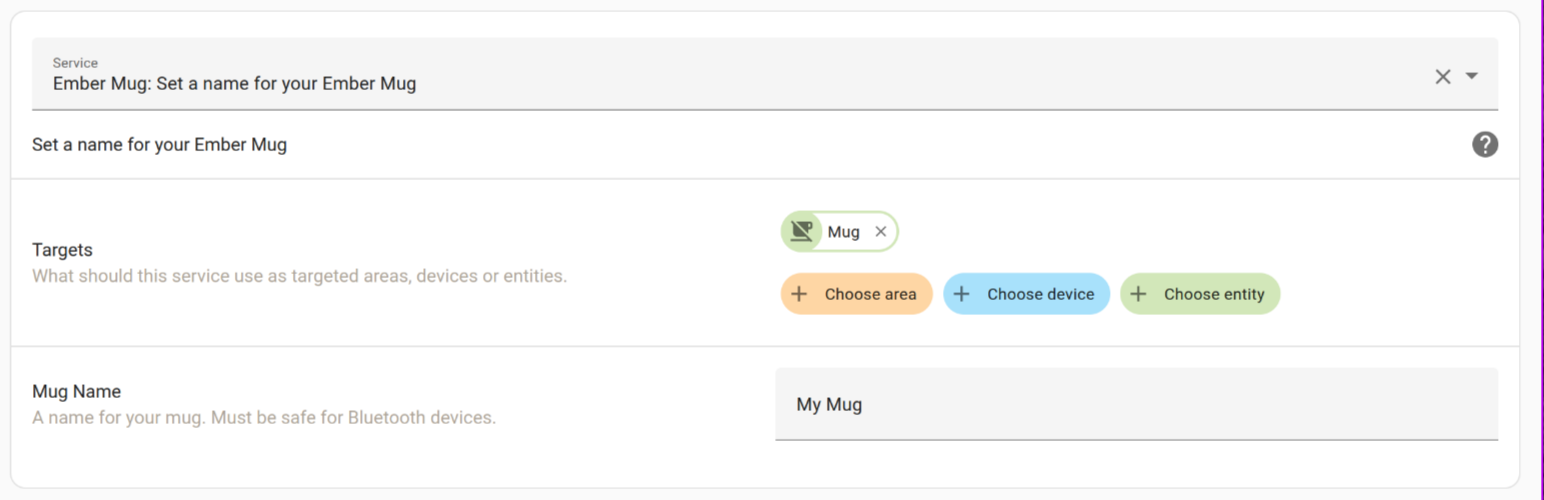 Service
Ember Mug: Set a name for your Ember Mug
Set a name for your Ember Mug
Targets
What should this service use as targeted areas, devices or entities.
Mug
Choose area
Choose device
Choose entity
Mug Name
A name for your mug. Must be safe for Bluetooth devices.
My Mug